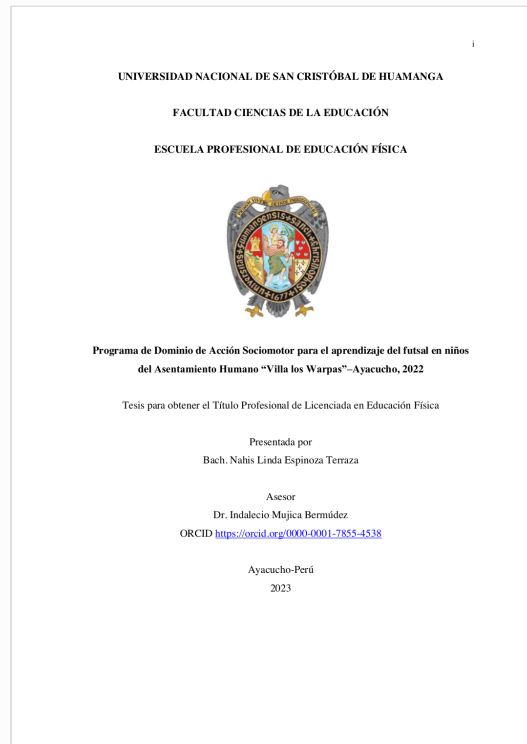 i
UNIVERSIDAD NACIONAL DE SAN CRISTÓBAL DE HUAMANGA
FACULTAD CIENCIAS DE LA EDUCACIÓN
ESCUELA PROFESIONAL DE EDUCACIÓN FÍSICA
1677
Programa de Dominio de Acción Sociomotor para el aprendizaje del futsal en niños
del Asentamiento Humano “Villa los Warpas”–Ayacucho, 2022
Tesis para obtener el Título Profesional de Licenciada en Educación Física
Presentada por
Bach. Nahis Linda Espinoza Terraza
Asesor
Dr. Indalecio Mujica Bermúdez
ORCID https://orcid.org/0000-0001-7855-4538
Ayacucho-Perú
2023